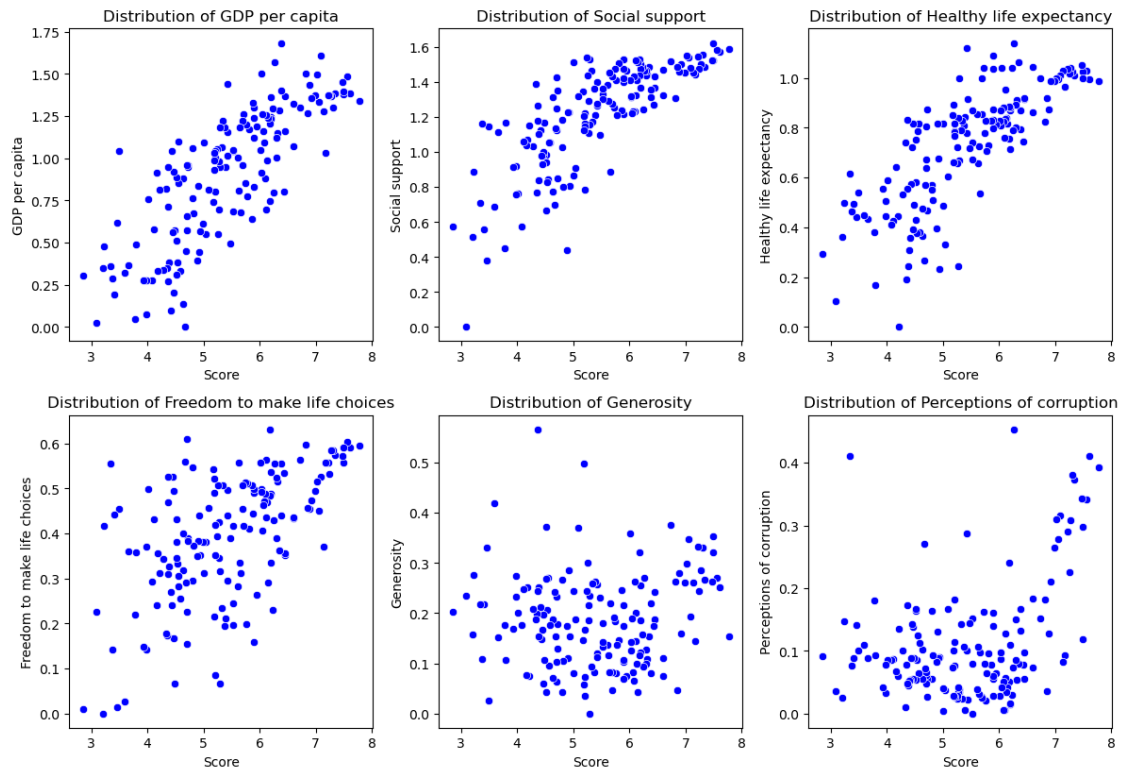 Distribution of GDP per capita
GDP per capita
1.75
1.50
1.25
1.00
0.75
0.50
0.25
0.00
3 4 5 6 7 8
Score
Distribution of Social support
Social support
1.6
1.4
1.2
1.0
0.8
0.6
0.4
0.2
0.0
3 4 5 6 7 8
Score
Distribution of Healthy life expectancy
Healthy life expectancy
1.0
0.8
0.6
0.4
0.2
0.0
3 4 5 6 7 8
Score
Distribution of Freedom to make life choices
Freedom to make life choices
0.6
0.5
0.4
0.3
0.2
0.1
0.0
3 4 5 6 7 8
Score
Distribution of Generosity
Generosity
0.5
0.4
0.3
0.2
0.1
0.0
3 4 5 6 7 8
Score
Distribution of Perceptions of corruption
Perceptions of corruption
0.4
0.3
0.2
0.1
0.0
3 4 5 6 7 8
Score